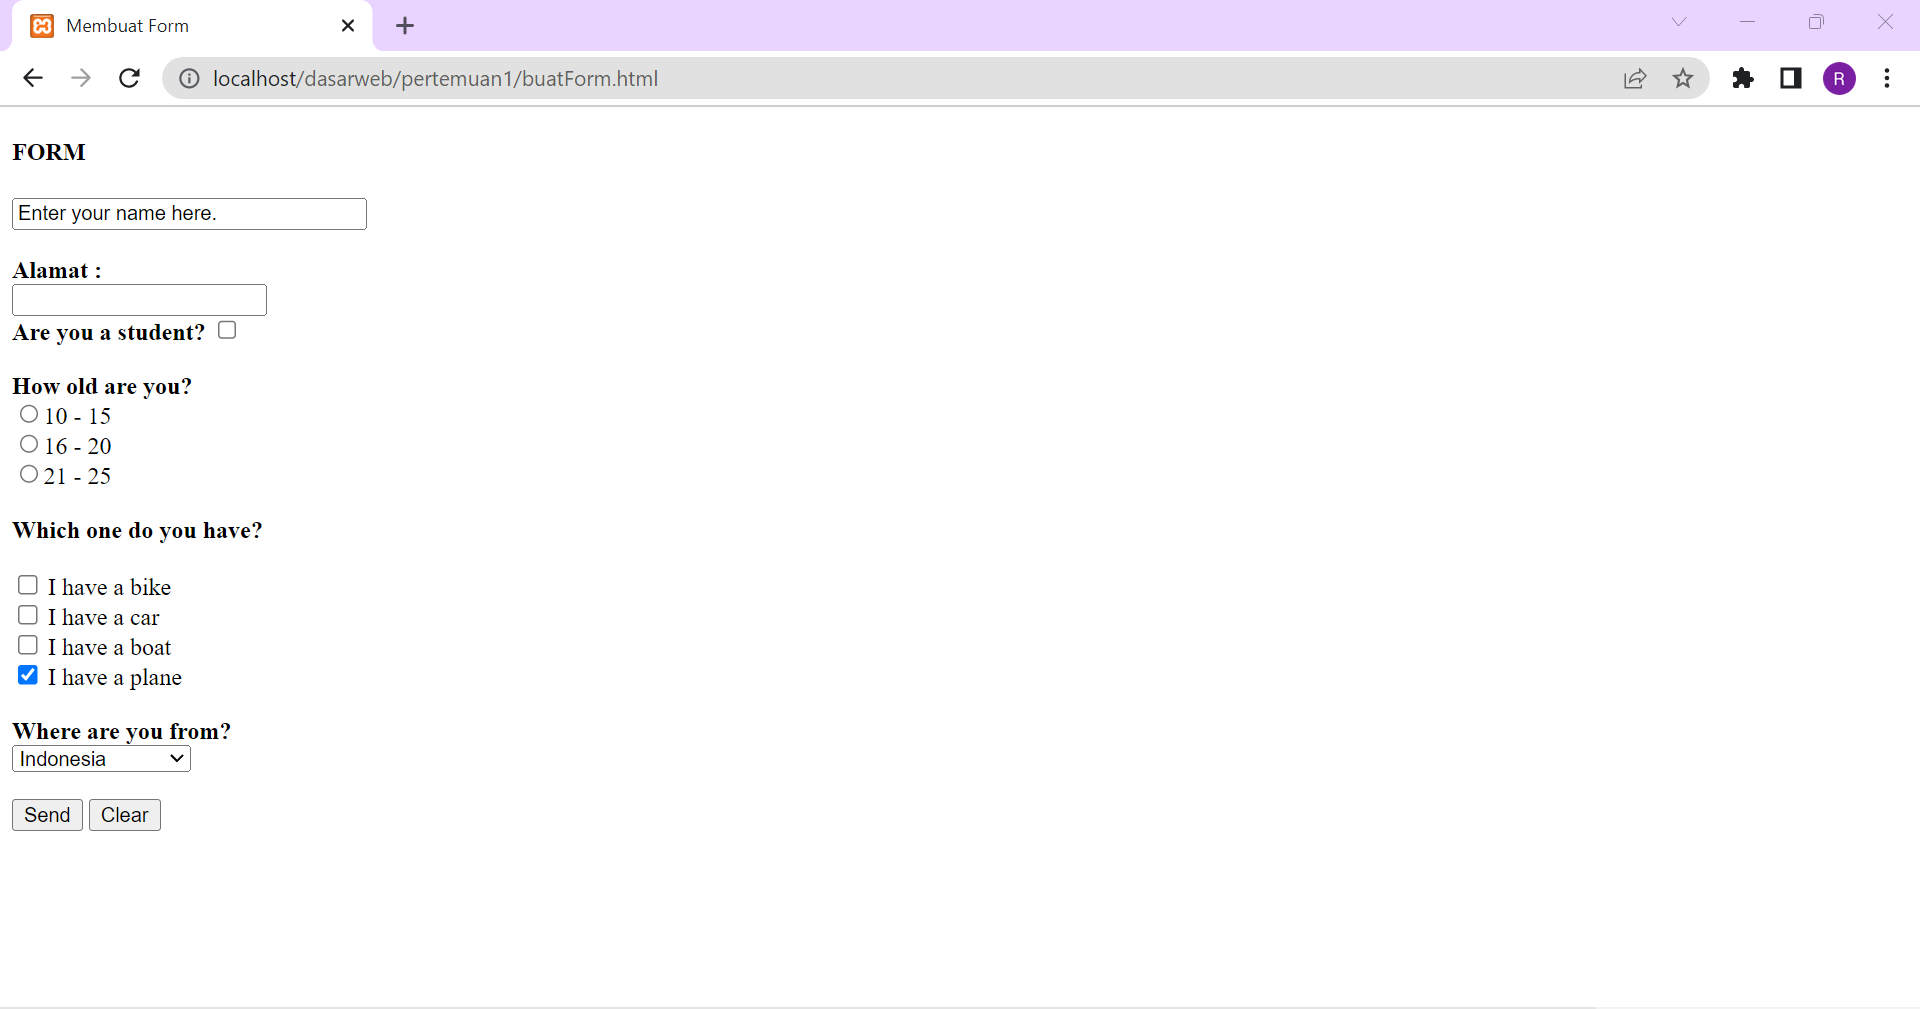 Membuat Form
localhost/dasarweb/pertemuan1/buatForm.html
R
FORM
Enter your name here.
Alamat :
Are you a student?
How old are you?
10 - 15
16 - 20
21 - 25
Which one do you have?
I have a bike
I have a car
I have a boat
I have a plane
Where are you from?
Indonesia
Send Clear